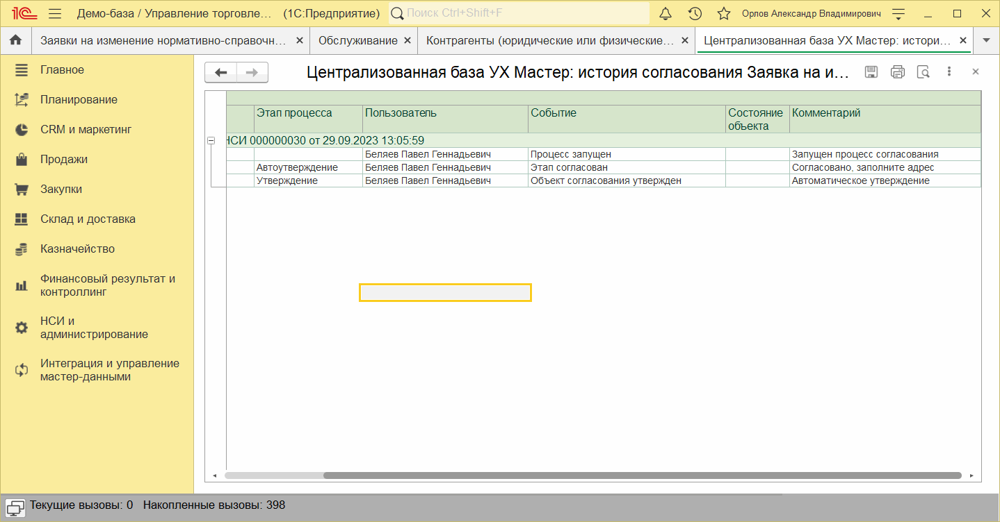 1С Демо-база / Управление торговле... (1С:Предприятие) Поиск Ctrl+Shift+F Орлов Александр Владимирович
Заявки на изменение нормативно-справочн... Обслуживание Контрагенты (юридические или физические... Централизованная база УХ Мастер: истори...
Главное
Планирование
CRM и маркетинг
Продажи
Закупки
Склад и доставка
Казначейство
Финансовый результат и
контроллинг
НСИ и
администрирование
Интеграция и управление
мастер-данными
Централизованная база УХ Мастер: история согласования Заявка на и...
Этап процесса Пользователь Событие Состояние Комментарий
объекта
НСИ 000000030 от 29.09.2023 13:05:59
Беляев Павел Геннадьевич Процесс запущен Запущен процесс согласования
Автоутверждение Беляев Павел Геннадьевич Этап согласован Согласовано, заполните адрес
Утверждение Беляев Павел Геннадьевич Объект согласования утвержден Автоматическое утверждение
Текущие вызовы: 0 Накопленные вызовы: 398